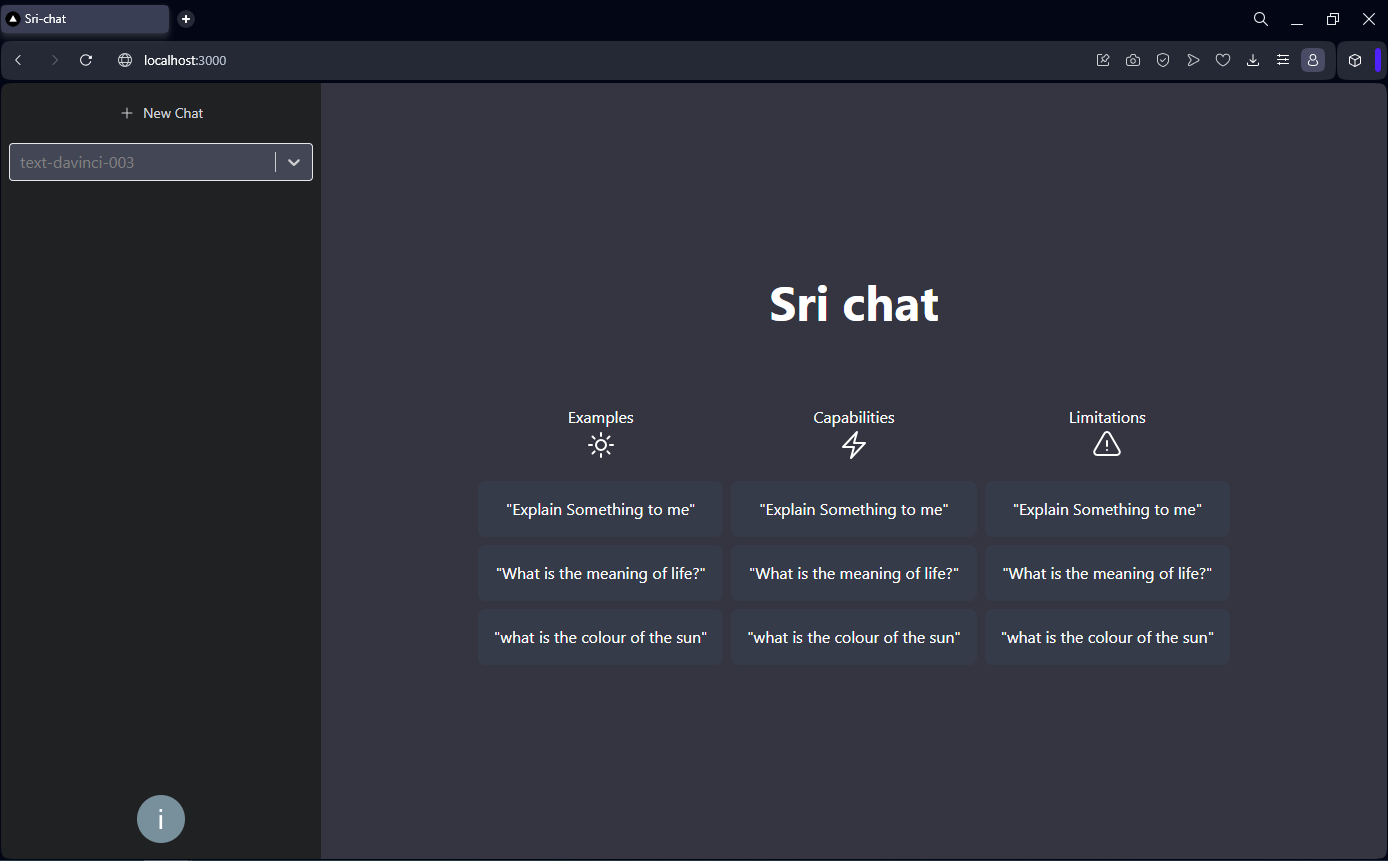 Sri-chat
localhost:3000
New Chat
text-davinci-003
Sri chat
Examples
Capabilities
Limitations
"Explain Something to me"
"Explain Something to me"
"Explain Something to me"
"What is the meaning of life?"
"What is the meaning of life?"
"What is the meaning of life?"
"what is the colour of the sun"
"what is the colour of the sun"
"what is the colour of the sun"
i